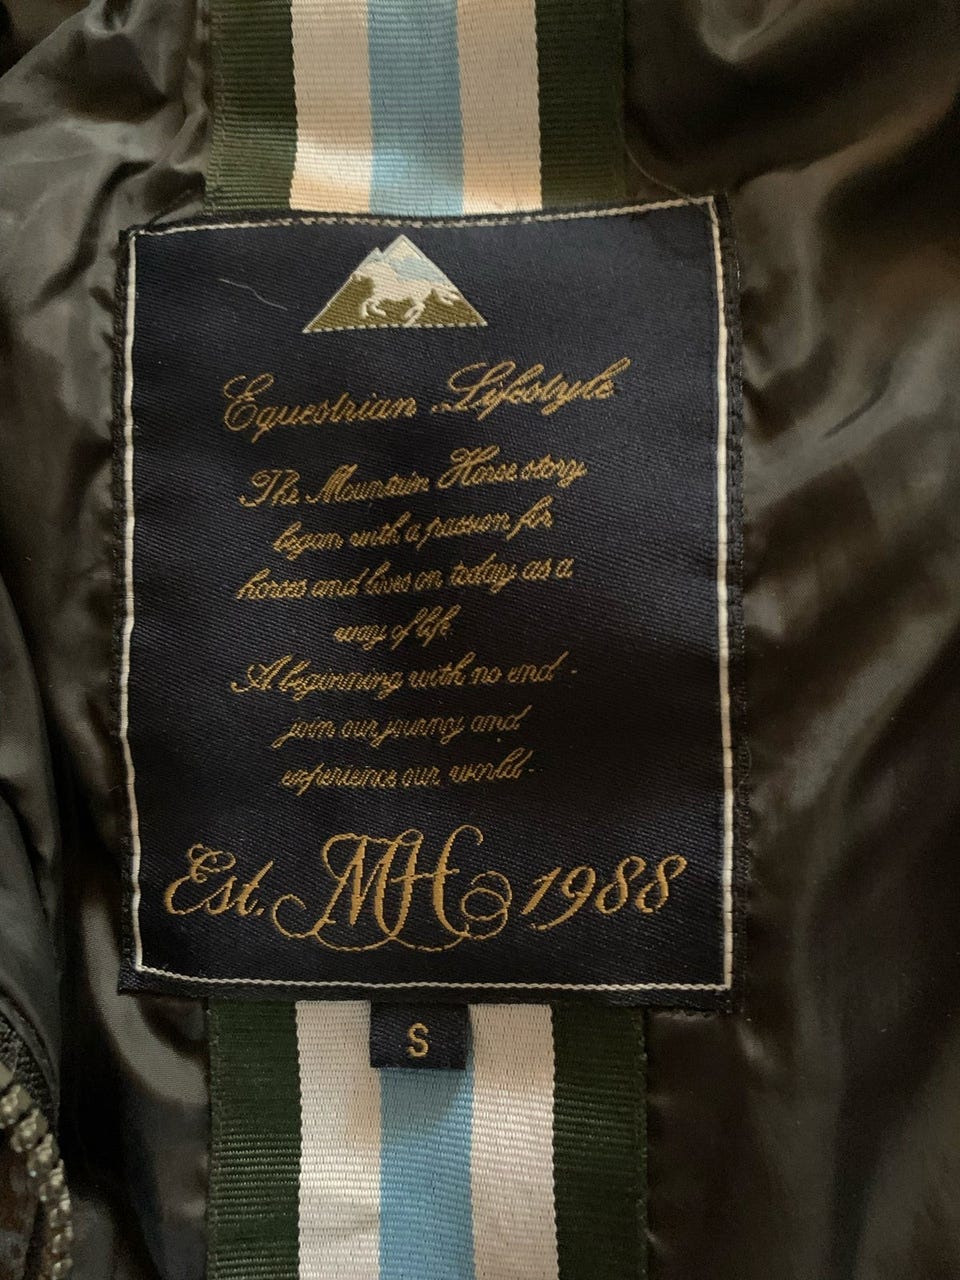 Equestrian Lifestyle
The Mountain Horse story
began with a passion for
horses and lives on today as a
way of life.
A beginning with no end -
join our journey and
experience our world.
Est. MH 1988
S